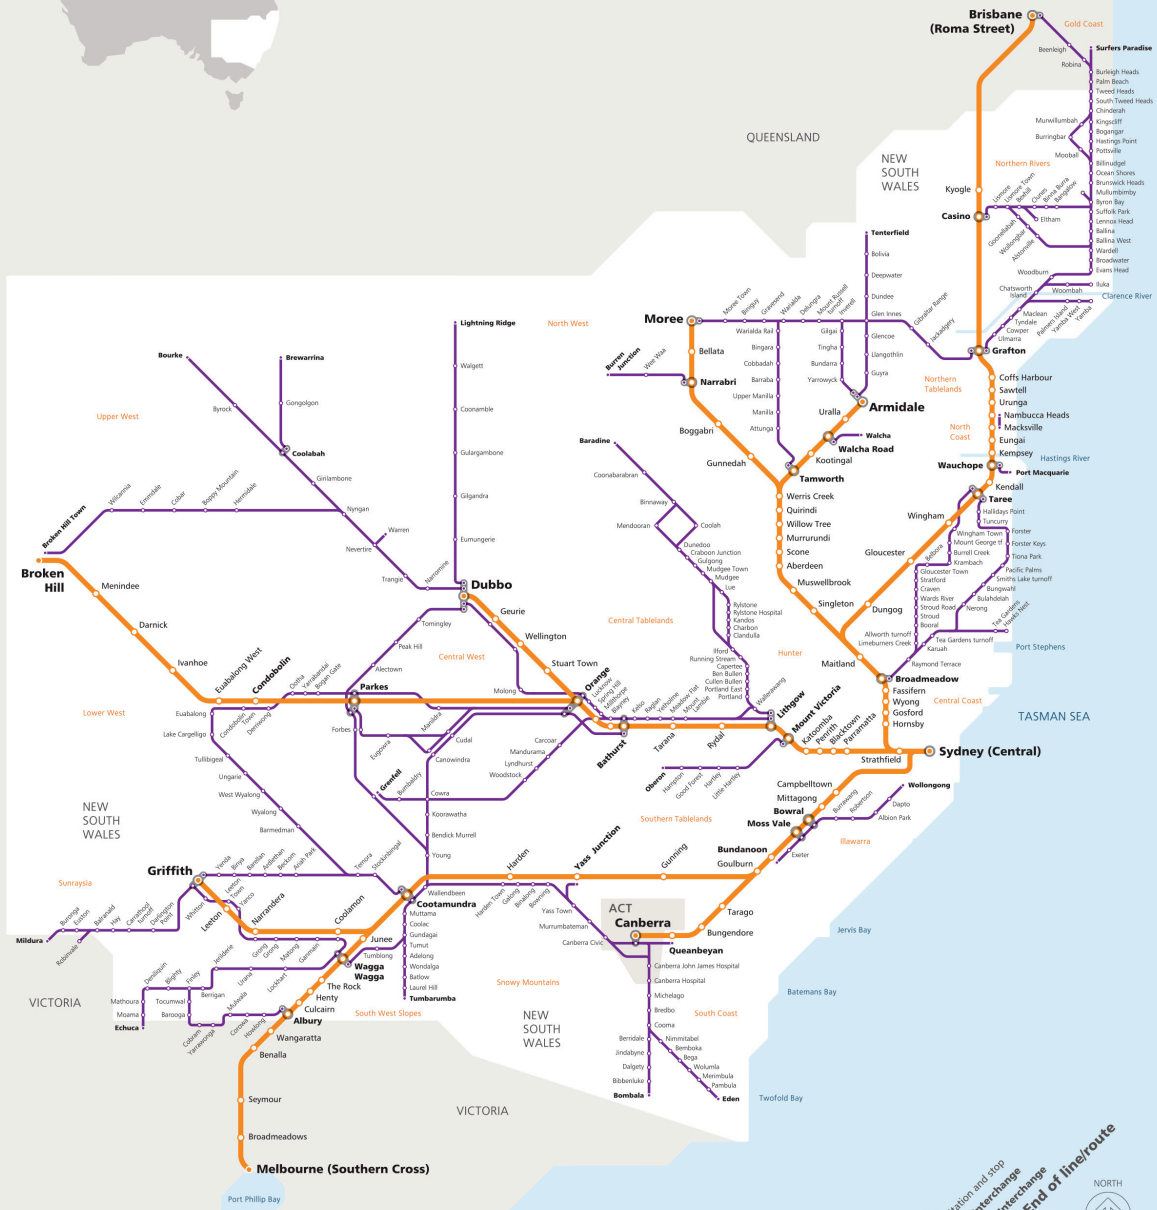 Brisbane
(Roma Street)
Gold Coast
Beenleigh
Surfers Paradise
Robina
Burleigh Heads
Palm Beach
Tweed Heads
South Tweed Heads
Chinderah
Murwillumbah
Kingscliff
Bogangar
Burringbar
Hastings Point
Mooball
Pottsville
QUEENSLAND
NEW
SOUTH
WALES
Northern Rivers
Billinudgel
Ocean Shores
Brunswick Heads
Mullumbimby
Byron Bay
Suffolk Park
Lennox Head
Ballina
Ballina West
Wardell
Broadwater
Evans Head
Kyogle
Casino
Lismore
Lismore Town
Bexhill
Clunes
Binna Burra
Bangalow
Eltham
Goonellabah
Wollongbar
Alstonville
Woodburn
Iluka
Chatsworth
Island
Woombah
Clarence River
Maclean
Tyndale
Cowper
Ulmarra
Palmers Island
Yamba West
Yamba
Grafton
Tenterfield
Bolivia
Deepwater
Dundee
Glen Innes
Gibraltar Range
Jackadgery
Glencoe
Llangothlin
Guyra
Moree
Moree Town
Biniguy
Gravesend
Warialda
Delungra
Mount Russell
turnoff
Inverell
Warialda Rail
Bingara
Cobbadah
Barraba
Upper Manilla
Manilla
Attunga
Gilgai
Tingha
Bundarra
Yarrowyck
Bellata
Burren
Junction
Wee Waa
Narrabri
Boggabri
Gunnedah
Armidale
Uralla
Walcha
Walcha Road
Kootingal
Tamworth
Northern
Tablelands
North
Coast
Coffs Harbour
Sawtell
Urunga
Nambucca Heads
Macksville
Eungai
Kempsey
Wauchope
Hastings River
Port Macquarie
Kendall
Taree
Wingham
Hallidays Point
Tuncurry
Forster
Forster Keys
Tiona Park
Pacific Palms
Smiths Lake turnoff
Bungwahl
Bulahdelah
Nerong
Tea Gardens
Hawks Nest
Tea Gardens turnoff
Karuah
Wingham Town
Mount George tf
Burrell Creek
Krambach
Belbora
Gloucester
Gloucester Town
Stratford
Craven
Wards River
Stroud Road
Stroud
Booral
Allworth turnoff
Limeburners Creek
Raymond Terrace
Port Stephens
Dungog
Werris Creek
Quirindi
Willow Tree
Murrurundi
Scone
Aberdeen
Muswellbrook
Singleton
Maitland
Hunter
Broadmeadow
Fassifern
Wyong
Gosford
Hornsby
Central Coast
TASMAN SEA
Sydney (Central)
Strathfield
North West
Lightning Ridge
Walgett
Coonamble
Gulargambone
Gilgandra
Eumungerie
Bourke
Brewarrina
Byrock
Gongolgon
Upper West
Coolabah
Girilambone
Nyngan
Warren
Nevertire
Trangie
Narromine
Dubbo
Wilcannia
Emmdale
Cobar
Boppy Mountain
Hermidale
Broken Hill Town
Broken
Hill
Menindee
Darnick
Ivanhoe
Euabalong West
Condobolin
Lower West
Baradine
Coonabarabran
Binnaway
Mendooran
Coolah
Dunedoo
Craboon Junction
Gulgong
Mudgee Town
Mudgee
Lue
Rylstone
Rylstone Hospital
Kandos
Charbon
Clandulla
Ilford
Running Stream
Capertee
Ben Bullen
Cullen Bullen
Portland East
Portland
Wallerawang
Central Tablelands
Geurie
Wellington
Stuart Town
Tomingley
Peak Hill
Alectown
Central West
Molong
Orange
Lucknow
Spring Hill
Millthorpe
Blayney
Kelso
Raglan
Yetholme
Meadow Flat
Mount
Lambie
Lithgow
Mount Victoria
Katoomba
Penrith
Blacktown
Parramatta
Bathurst
Tarana
Rydal
Oberon
Hampton
Good Forest
Hartley
Little Hartley
Euabalong
Condobolin
Town
Derriwong
Ootha
Yarrabandai
Bogan Gate
Parkes
Forbes
Eugowra
Manildra
Cudal
Canowindra
Carcoar
Mandurama
Lyndhurst
Woodstock
Grenfell
Bumbaldry
Cowra
Koorawatha
Bendick Murrell
Young
Lake Cargelligo
Tullibigeal
Ungarie
West Wyalong
Wyalong
Barmedman
Temora
Stockinbingal
NEW
SOUTH
WALES
Sunraysia
Griffith
Yenda
Binya
Barellan
Ardlethan
Beckom
Ariah Park
Whitton
Leeton
Town
Yanco
Leeton
Narrandera
Coolamon
Mildura
Buronga
Euston
Robinvale
Balranald
Hay
Carrathool
turnoff
Darlington
Point
Jerilderie
Grong
Grong
Matong
Ganmain
Junee
Wagga
Wagga
Tumblong
The Rock
Henty
Culcairn
Albury
Wangaratta
Benalla
Seymour
Broadmeadows
Melbourne (Southern Cross)
Port Phillip Bay
VICTORIA
Deniliquin
Blighty
Finley
Berrigan
Mathoura
Moama
Echuca
Tocumwal
Barooga
Cobram
Yarrawonga
Mulwala
Corowa
Howlong
Urana
Lockhart
South West Slopes
Cootamundra
Wallendbeen
Muttama
Coolac
Gundagai
Tumut
Adelong
Wondalga
Batlow
Laurel Hill
Tumbarumba
Harden
Yass Junction
Gunning
Harden Town
Galong
Binalong
Bowning
Yass Town
Murrumbateman
Canberra Civic
ACT
Canberra
Queanbeyan
Bungendore
Tarago
Goulburn
Bundanoon
Moss Vale
Bowral
Mittagong
Campbelltown
Exeter
Burrawang
Robertson
Albion Park
Dapto
Wollongong
Illawarra
Southern Tablelands
Canberra John James Hospital
Canberra Hospital
Michelago
Bredbo
Cooma
Nimmitabel
Bemboka
Bega
Wolumla
Merimbula
Pambula
Eden
Berridale
Jindabyne
Dalgety
Bibbenluke
Bombala
Snowy Mountains
South Coast
NEW
SOUTH
WALES
VICTORIA
Jervis Bay
Batemans Bay
Twofold Bay
tation and stop
nterchange
nterchange
End of line/route
NORTH